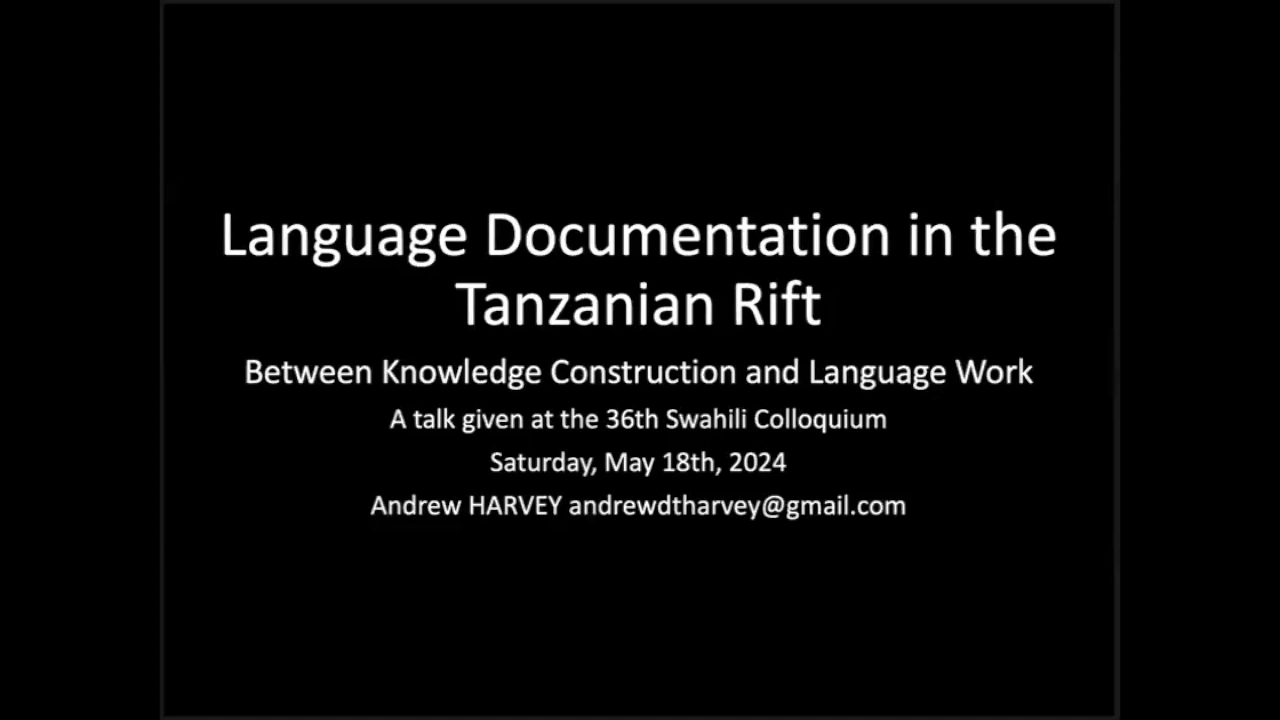 Language Documentation in the
Tanzanian Rift
Between Knowledge Construction and Language Work
A talk given at the 36th Swahili Colloquium
Saturday, May 18th, 2024
Andrew HARVEY andrewdtharvey@gmail.com